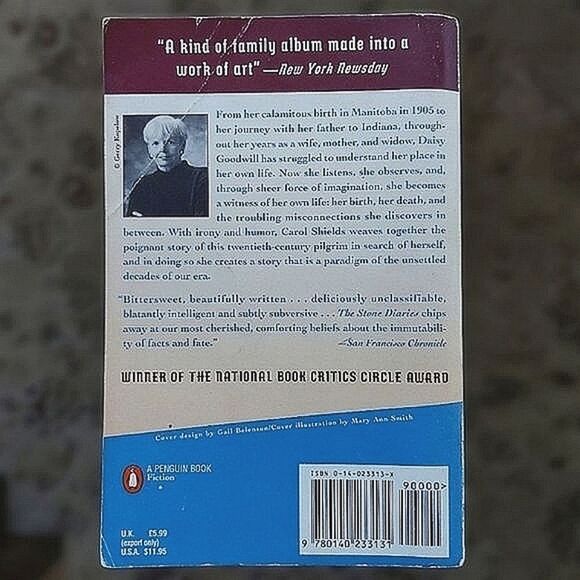 "A kind of family album made into a
work of art" —New York Newsday
© Gerry Kopelow
From her calamitous birth in Manitoba in 1905 to
her journey with her father to Indiana, through-
out her years as a wife, mother, and widow, Daisy
Goodwill has struggled to understand her place in
her own life. Now she listens, she observes, and,
through sheer force of imagination, she becomes
a witness of her own life: her birth, her death, and
the troubling misconnections she discovers in
between. With irony and humor, Carol Shields weaves together the
poignant story of this twentieth-century pilgrim in search of herself,
and in doing so she creates a story that is a paradigm of the unsettled
decades of our era.
"Bittersweet, beautifully written . . . deliciously unclassifiable,
blatantly intelligent and subtly subversive . . . The Stone Diaries chips
away at our most cherished, comforting beliefs about the immutabili-
ty of facts and fate."
—San Francisco Chronicle
WINNER OF THE NATIONAL BOOK CRITICS CIRCLE AWARD
Cover design by Gail Belenson/Cover illustration by Mary Ann Smith
A PENGUIN BOOK
Fiction
ISBN 0-14-023313-X
90000>
9 780140 233131
U.K. £5.99
(export only)
U.S.A. $11.95